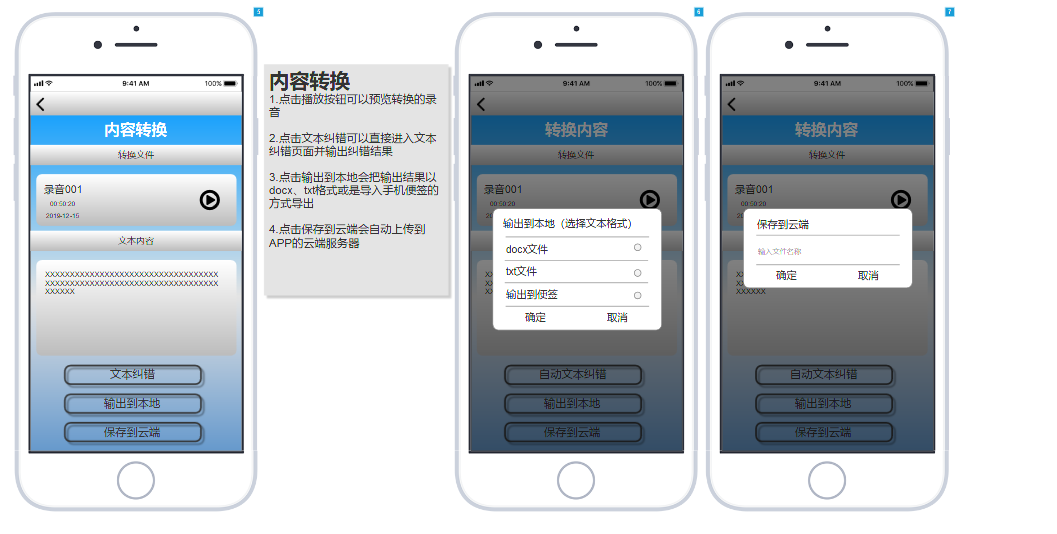 5
9:41 AM
100%
内容转换
转换文件
录音001
00:50:20
2019-12-15
文本内容
XXXXXXXXXXXXXXXXXXXXXXXXXXXXXXXXXXX
XXXXXXXXXXXXXXXXXXXXXXXXXXXXXXXXXXX
XXXXXX
文本纠错
输出到本地
保存到云端
内容转换
1.点击播放按钮可以预览转换的录
音
2.点击文本纠错可以直接进入文本
纠错页面并输出纠错结果
3.点击输出到本地会把输出结果以
docx、txt格式或是导入手机便签的
方式导出
4.点击保存到云端会自动上传到
APP的云端服务器
6
9:41 AM
100%
转换内容
转换文件
录音001
00:50:20
输出到本地（选择文本格式）
docx文件
txt文件
输出到便签
确定 取消
自动文本纠错
输出到本地
保存到云端
7
9:41 AM
100%
转换内容
转换文件
录音001
00:50:20
保存到云端
输入文件名称
确定 取消
XXXXXX
自动文本纠错
输出到本地
保存到云端